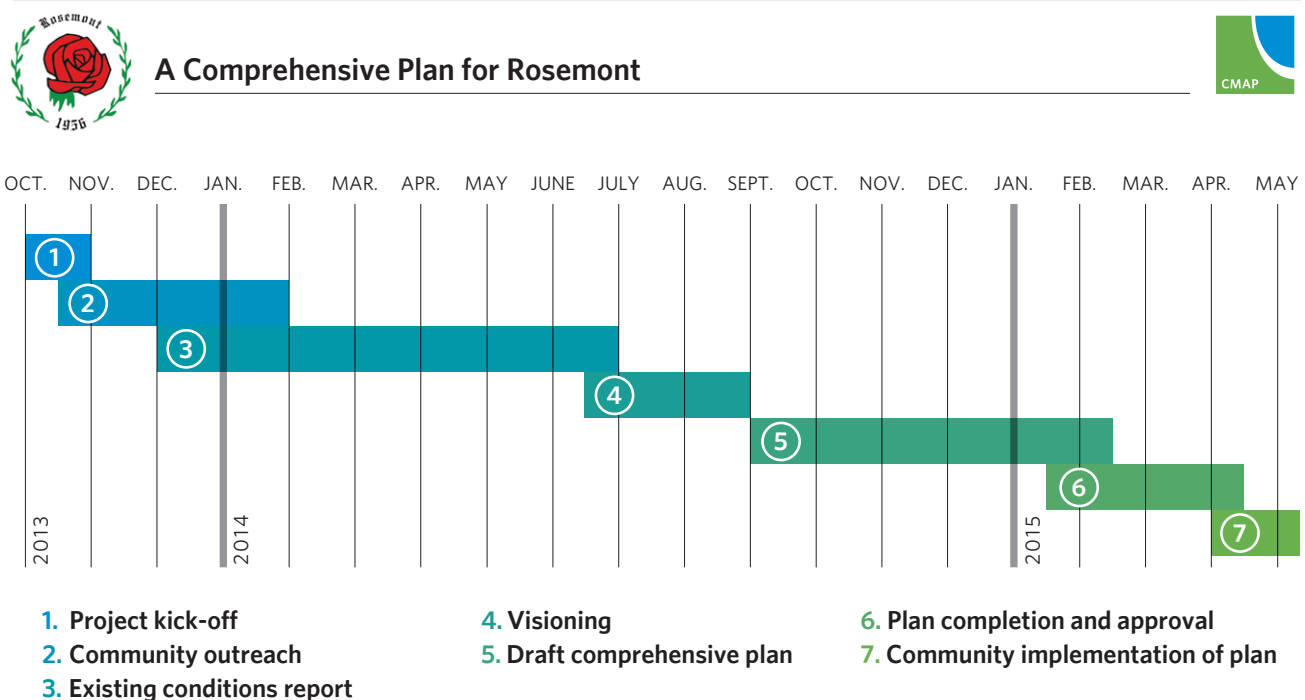 Rosemont
1956
A Comprehensive Plan for Rosemont
CMAP
OCT. NOV. DEC. JAN. FEB. MAR. APR. MAY JUNE JULY AUG. SEPT. OCT. NOV. DEC. JAN. FEB. MAR. APR. MAY
1
2
3
4
5
6
7
2013
2014
2015
1. Project kick-off
2. Community outreach
3. Existing conditions report
4. Visioning
5. Draft comprehensive plan
6. Plan completion and approval
7. Community implementation of plan